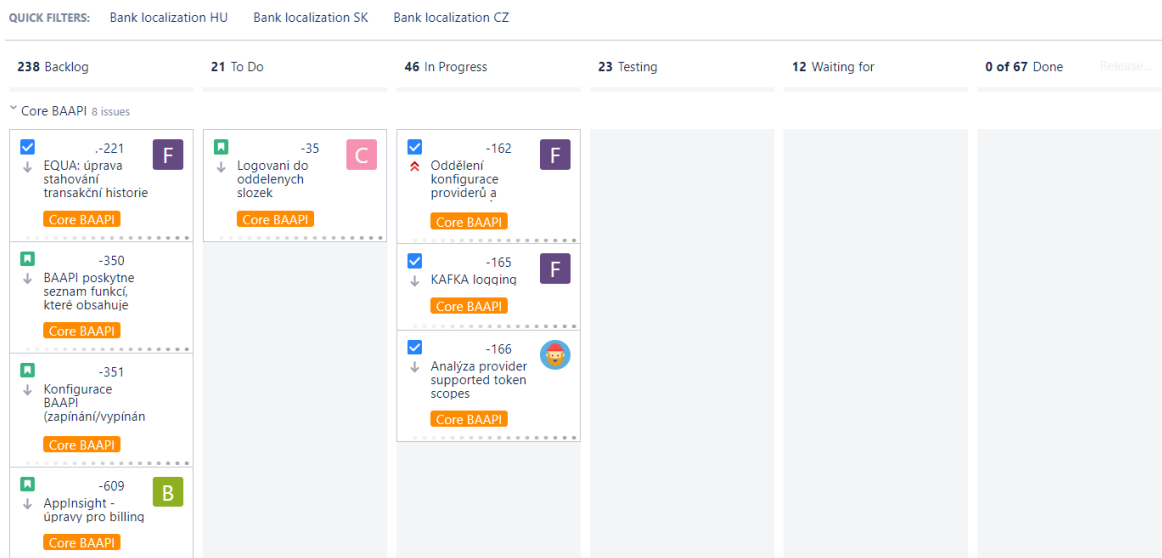 QUICK FILTERS: Bank localization HU Bank localization SK Bank localization CZ
238 Backlog 21 To Do 46 In Progress 23 Testing 12 Waiting for 0 of 67 Done Release...
Core BAAPI 8 issues
.-221
F
EQUA: úprava
stahování
transakční historie
Core BAAPI
-350
BAAPI poskytne
seznam funkcí,
které obsahuje
Core BAAPI
-351
Konfigurace
BAAPI
(zapínání/vypínán
Core BAAPI
-609
B
AppInsight -
úpravy pro billing
Core BAAPI
-35
C
Logovani do
oddelenych
slozek
Core BAAPI
-162
F
Oddělení
konfigurace
providerů a
Core BAAPI
-165
F
KAFKA logging
Core BAAPI
-166
Analýza provider
supported token
scopes
Core BAAPI